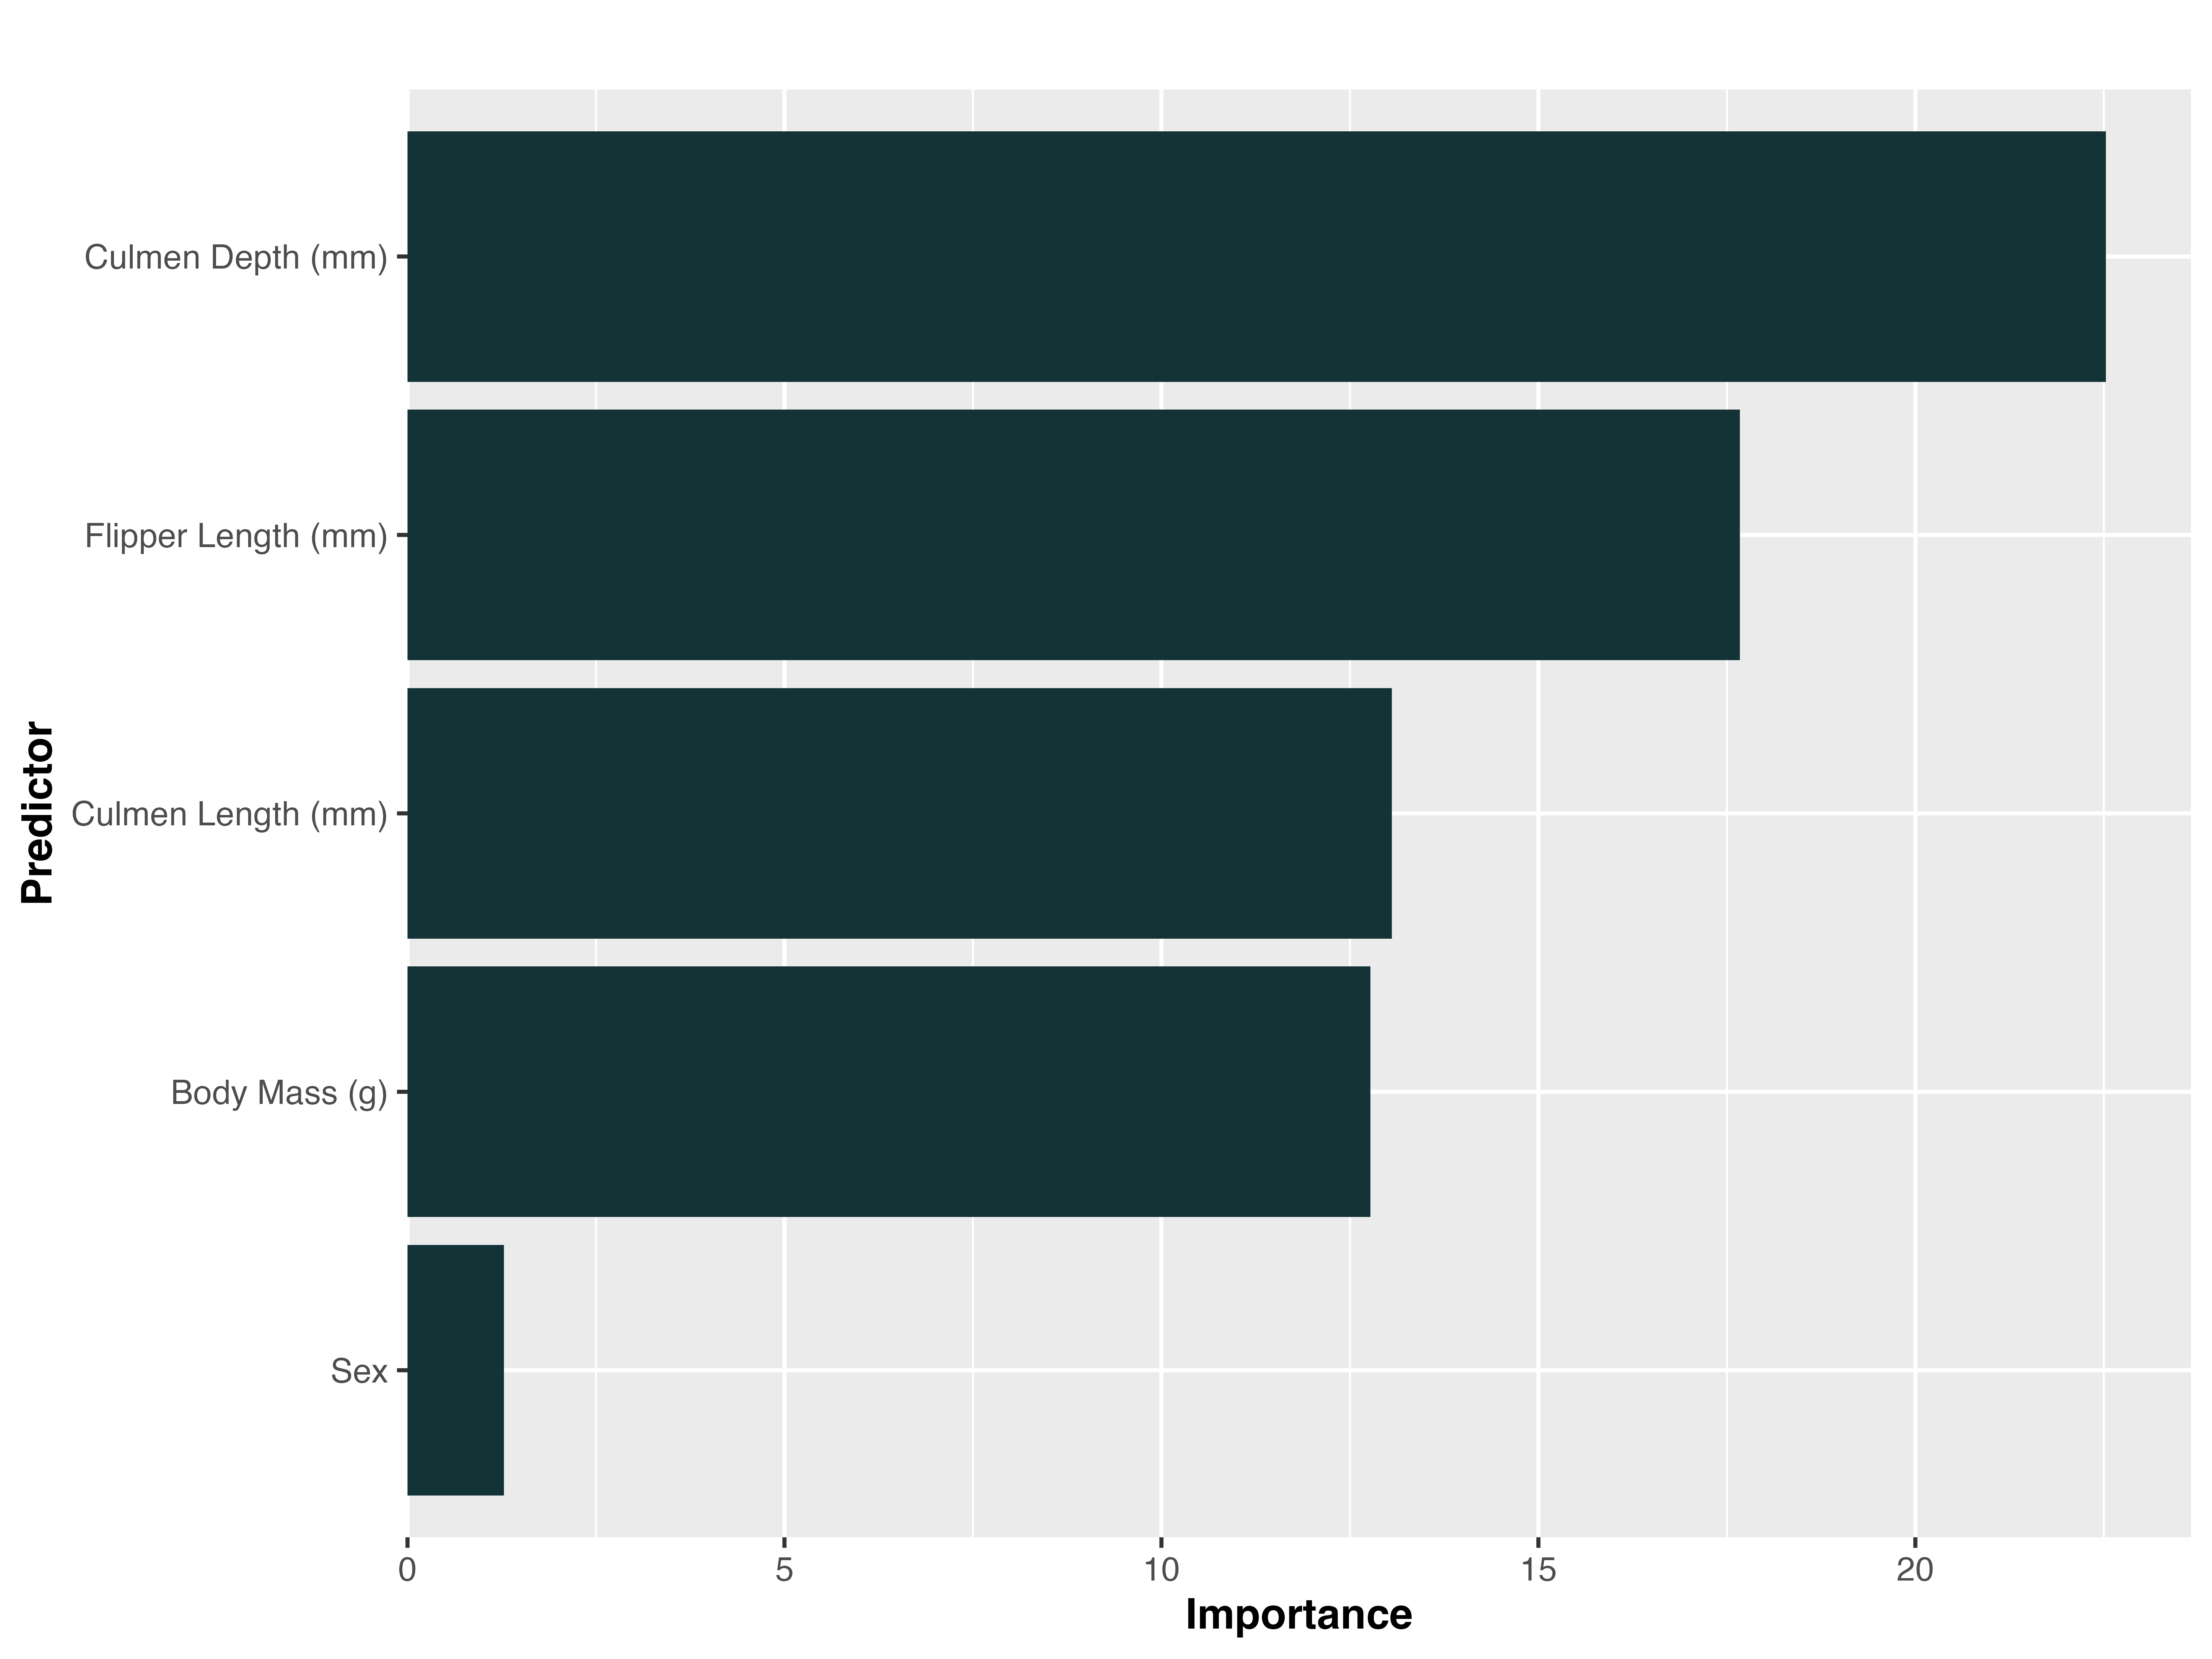 Predictor
Culmen Depth (mm)
Flipper Length (mm)
Culmen Length (mm)
Body Mass (g)
Sex
0 5 10 15 20
Importance